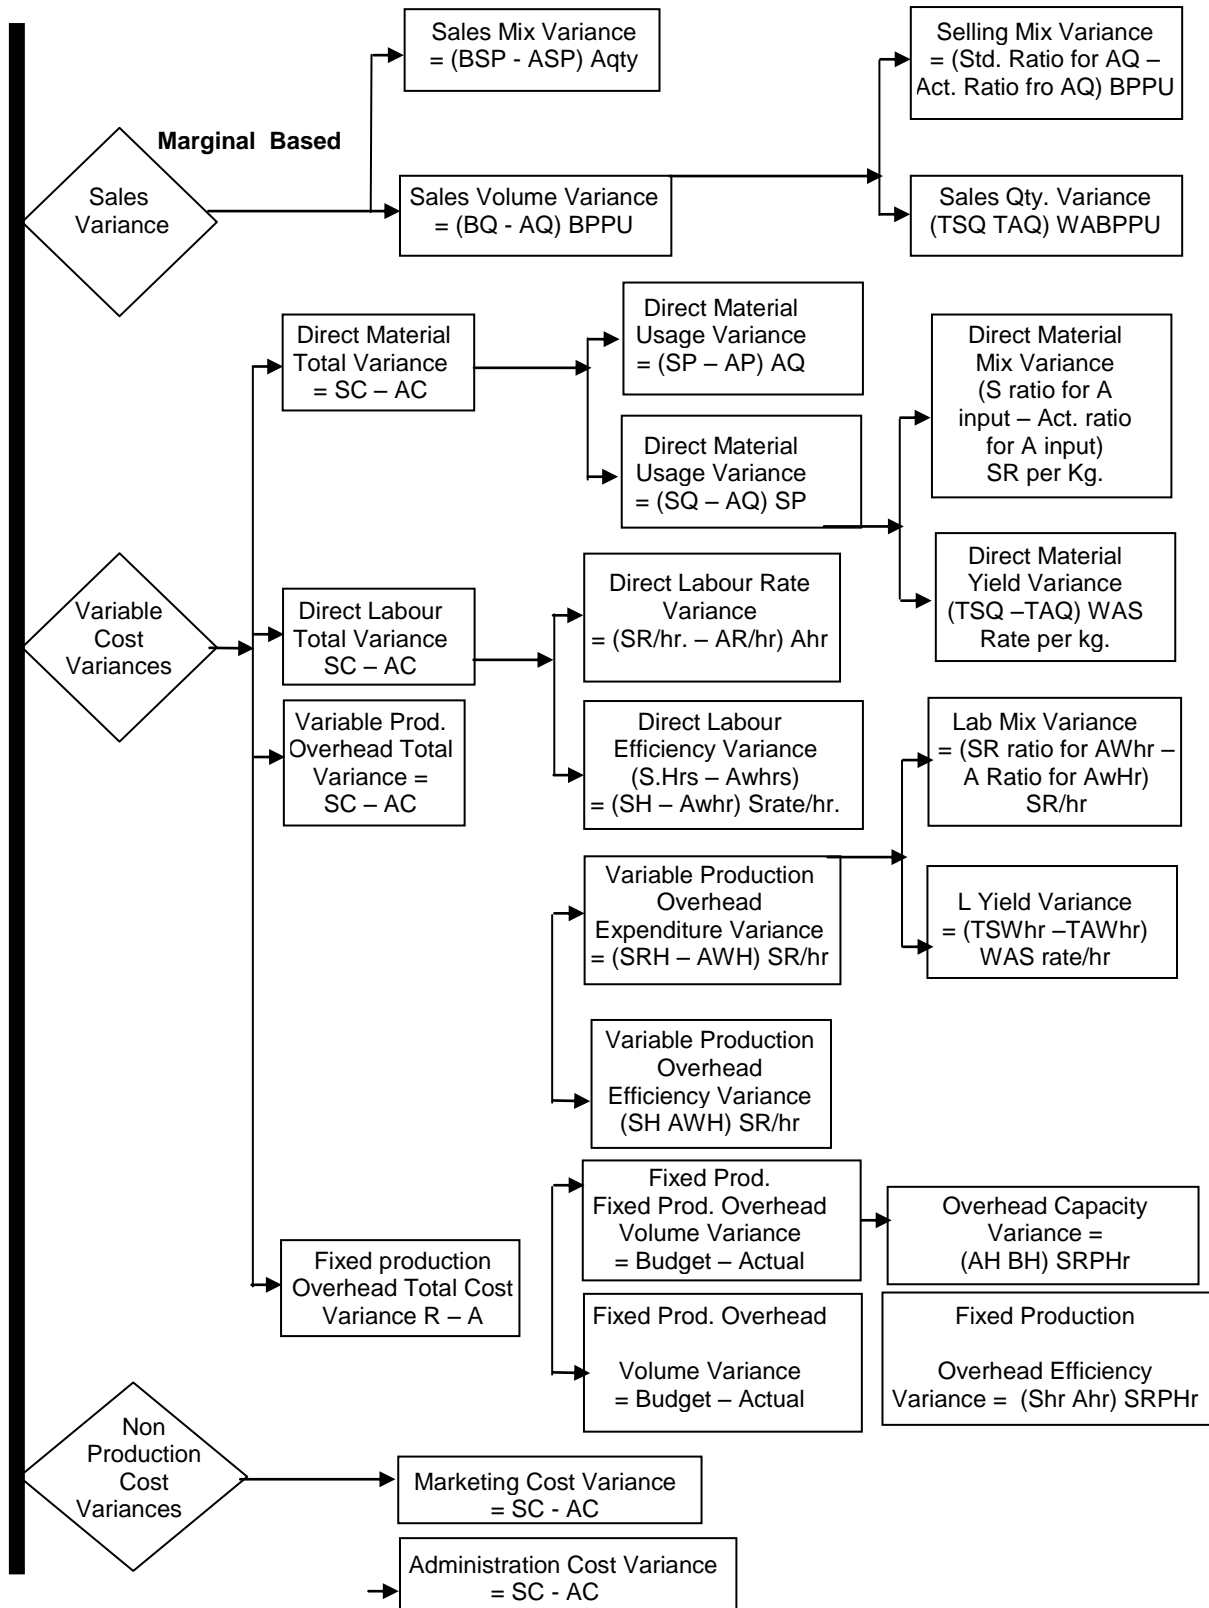 Sales Mix Variance
= (BSP - ASP) Aqty
Selling Mix Variance
= (Std. Ratio for AQ –
Act. Ratio fro AQ) BPPU
Marginal Based
Sales
Variance
Sales Volume Variance
= (BQ - AQ) BPPU
Sales Qty. Variance
(TSQ TAQ) WABPPU
Direct Material
Total Variance
= SC – AC
Direct Material
Usage Variance
= (SP – AP) AQ
Direct Material
Mix Variance
(S ratio for A
input – Act. ratio
for A input)
SR per Kg.
Direct Material
Usage Variance
= (SQ – AQ) SP
Direct Material
Yield Variance
(TSQ –TAQ) WAS
Rate per kg.
Variable
Cost
Variances
Direct Labour
Total Variance
SC – AC
Direct Labour Rate
Variance
= (SR/hr. – AR/hr) Ahr
Variable Prod.
Overhead Total
Variance =
SC – AC
Direct Labour
Efficiency Variance
(S.Hrs – Awhrs)
= (SH – Awhr) Srate/hr.
Lab Mix Variance
= (SR ratio for AWhr –
A Ratio for AwHr)
SR/hr
Variable Production
Overhead
Expenditure Variance
= (SRH – AWH) SR/hr
L Yield Variance
= (TSWhr –TAWhr)
WAS rate/hr
Variable Production
Overhead
Efficiency Variance
(SH AWH) SR/hr
Fixed production
Overhead Total Cost
Variance R – A
Fixed Prod.
Fixed Prod. Overhead
Volume Variance
= Budget – Actual
Overhead Capacity
Variance =
(AH BH) SRPHr
Fixed Prod. Overhead
Volume Variance
= Budget – Actual
Fixed Production
Overhead Efficiency
Variance = (Shr Ahr) SRPHr
Non
Production
Cost
Variances
Marketing Cost Variance
= SC - AC
Administration Cost Variance
= SC - AC